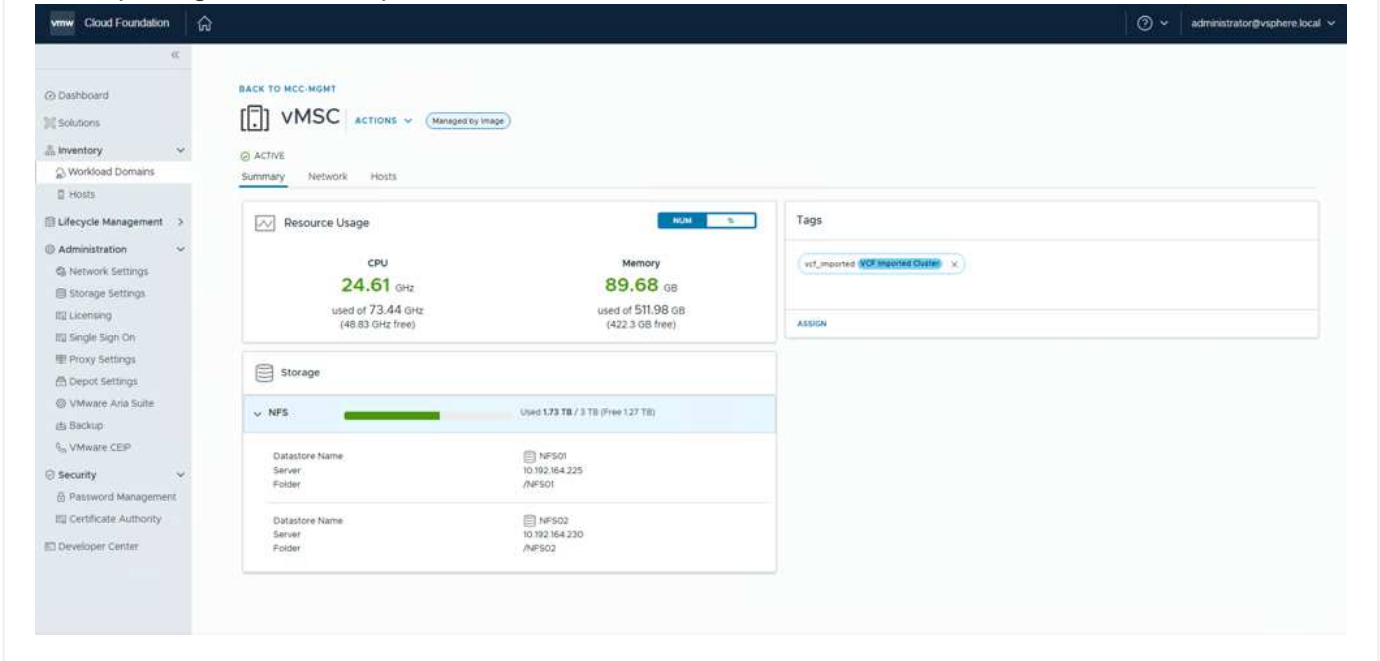 vmw Cloud Foundation
administrator@vsphere.local
Dashboard
Solutions
Inventory
Workload Domains
Hosts
Lifecycle Management
Administration
Network Settings
Storage Settings
Licensing
Single Sign On
Proxy Settings
Depot Settings
VMware Aria Suite
Backup
VMware CEIP
Security
Password Management
Certificate Authority
Developer Center
BACK TO MCC-MGMT
vMSC ACTIONS Managed by Image
ACTIVE
Summary Network Hosts
Resource Usage NUM %
CPU
24.61 GHz
used of 73.44 GHz
(48.83 GHz free)
Memory
89.68 GB
used of 511.98 GB
(422.3 GB free)
Storage
NFS Used 1.73 TB / 3 TB (Free 1.27 TB)
Datastore Name NFS01
Server 10.192.164.225
Folder /NFS01
Datastore Name NFS02
Server 10.192.164.230
Folder /NFS02
Tags
vcf_imported VCF Imported Cluster ×
ASSIGN